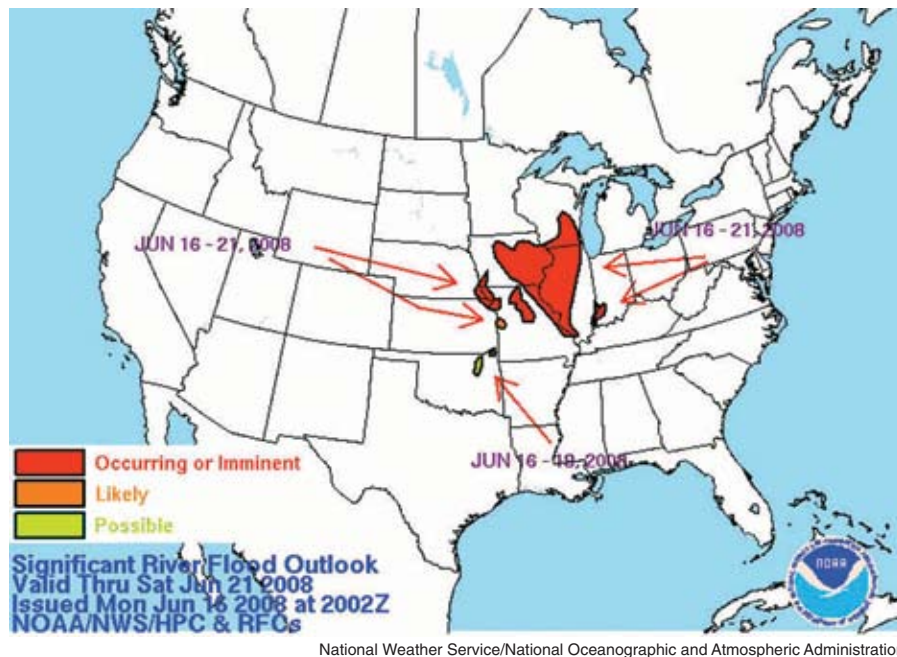 JUN 16 - 21, 2008
JUN 16 - 21, 2008
JUN 16 - 19, 2008
Occurring or Imminent
Likely
Possible
Significant River Flood Outlook
Valid Thru Sat Jun 21 2008
Issued Mon Jun 16 2008 at 2002Z
NOAA/NWS/HPC & RFCs
NOAA
National Weather Service/National Oceanographic and Atmospheric Administration